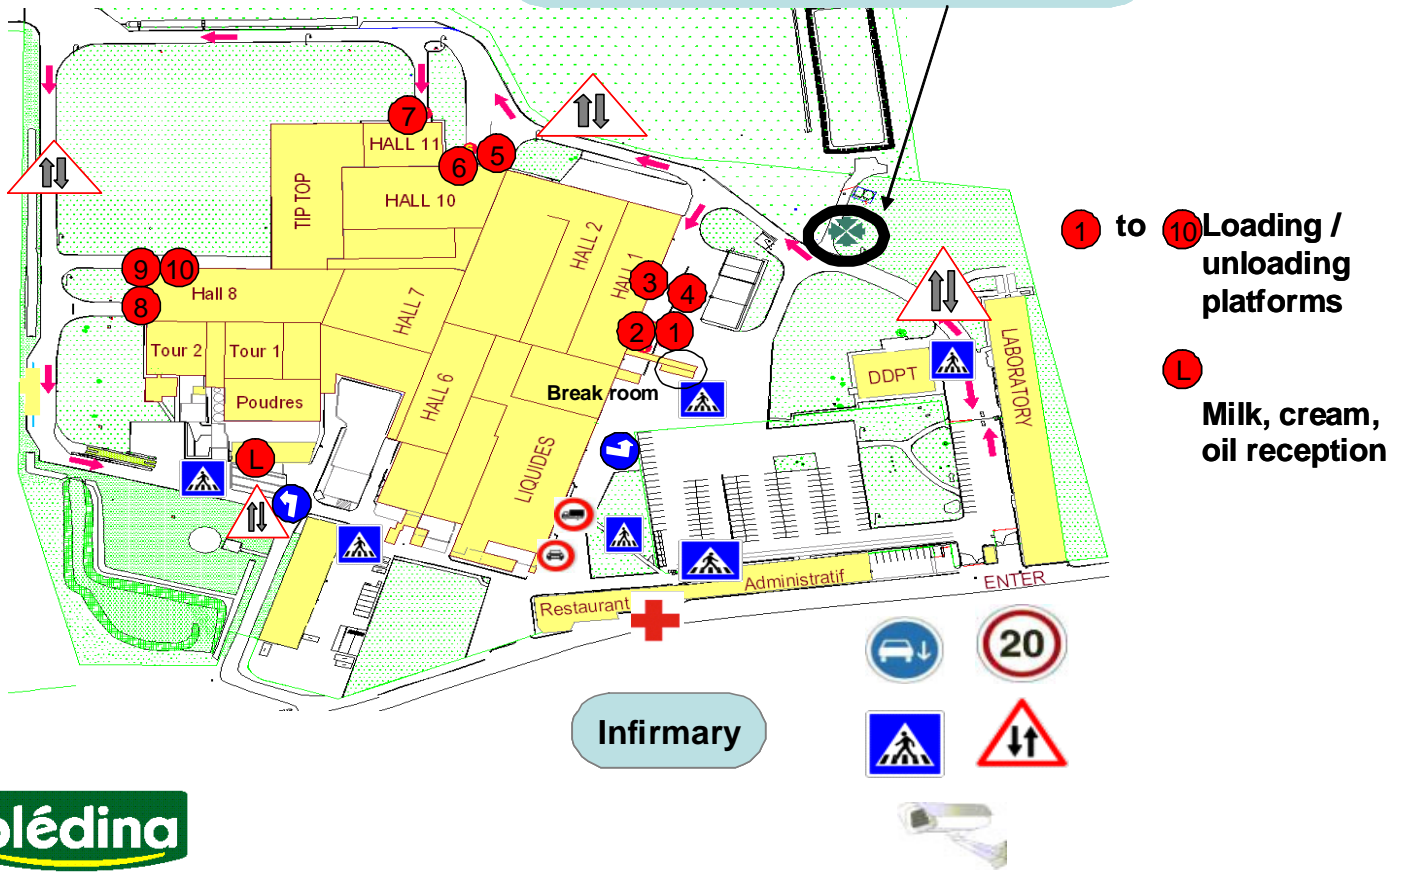 7
HALL 11
6
5
TIP TOP
HALL 10
HALL 2
HALL 1
3
4
2
1
9
10
8
Hall 8
HALL 7
Tour 2
Tour 1
Poudres
HALL 6
Break room
LIQUIDES
L
DDPT
LABORATORY
Administratif
Restaurant
ENTER
1 to 10 Loading /
unloading
platforms
L
Milk, cream,
oil reception
20
Infirmary
blédina